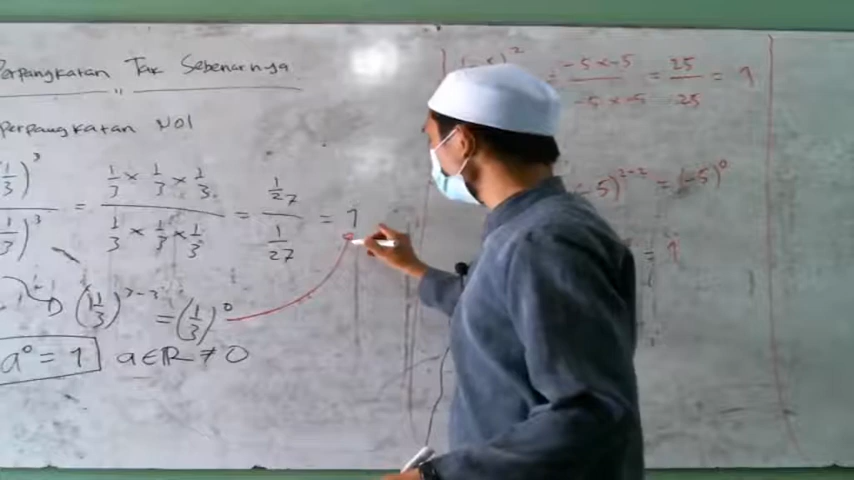 Perpangkatan Tak Sebenarnya
Perpangkatan Nol
(1/3)³ / (1/3)³ = 1/3 × 1/3 × 1/3 / 1/3 × 1/3 × 1/3 = 1/27 / 1/27 = 1
(1/3)³⁻³ = (1/3)⁰
a⁰ = 1 a ∈ ℝ ≠ 0
(-5)² = -5 × -5 / -5 × -5 = 25 / 25 = 1
-5)²⁻² = (-5)⁰
= 1